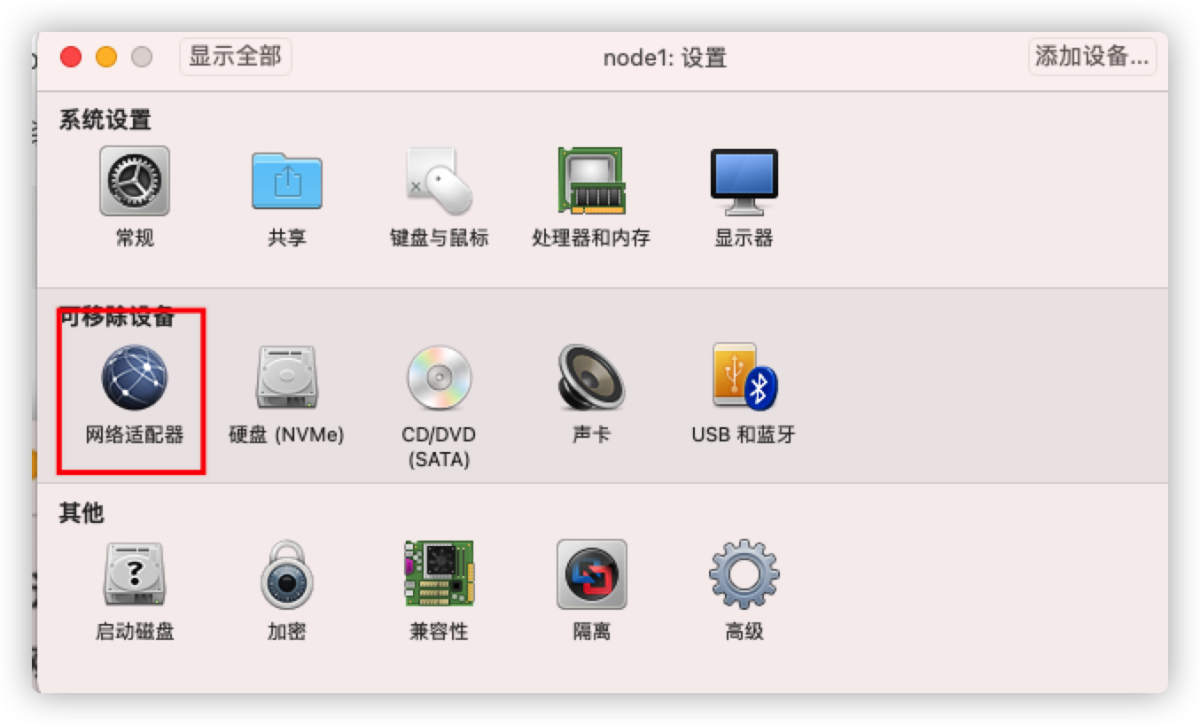 显示全部
node1: 设置
添加设备...
系统设置
常规
共享
键盘与鼠标
处理器和内存
显示器
可移除设备
网络适配器
硬盘 (NVMe)
CD/DVD
(SATA)
声卡
USB 和蓝牙
其他
启动磁盘
加密
兼容性
隔离
高级